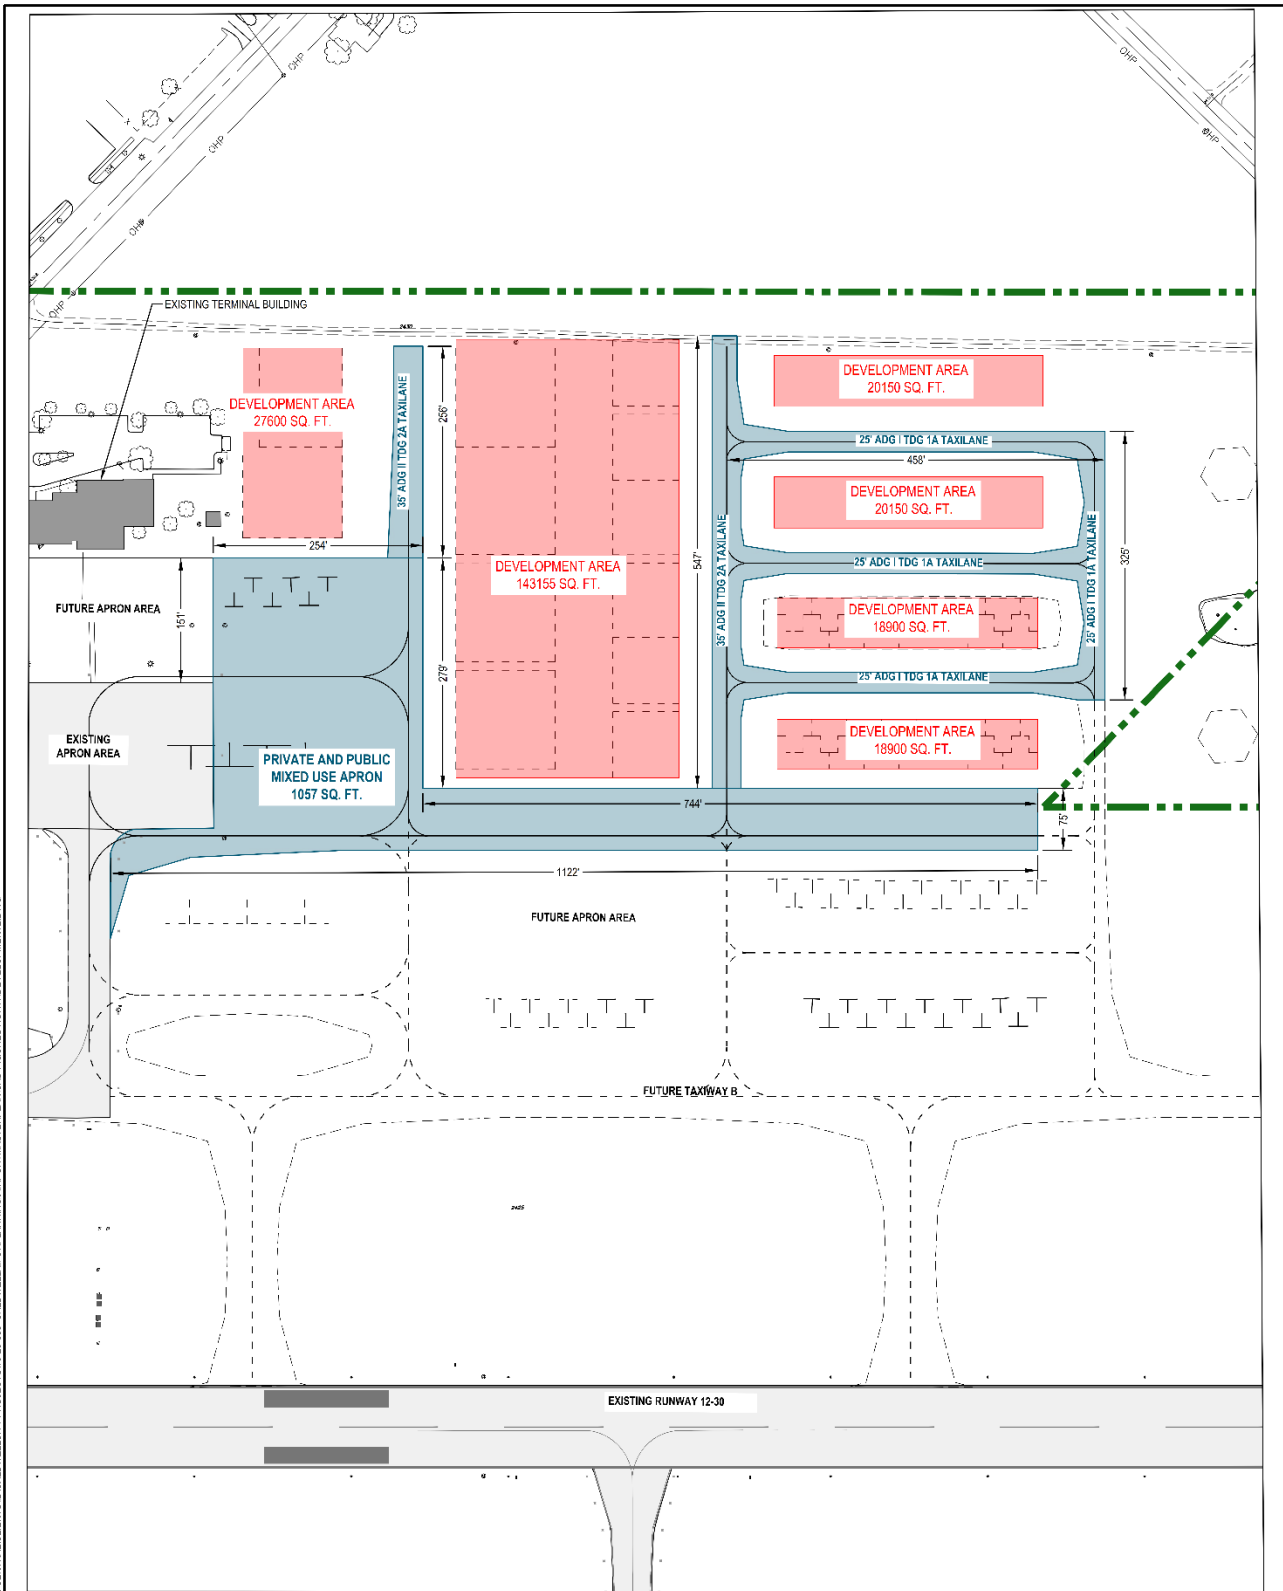 OHP
OHP
OHP
OHP
OHP
OHP
EXISTING TERMINAL BUILDING
2430
DEVELOPMENT AREA
27600 SQ. FT.
35' ADG II TDG 2A TAXILANE
256'
DEVELOPMENT AREA
20150 SQ. FT.
25' ADG I TDG 1A TAXILANE
458'
DEVELOPMENT AREA
20150 SQ. FT.
254'
547'
35' ADG II TDG 2A TAXILANE
25' ADG I TDG 1A TAXILANE
25' ADG I TDG 1A TAXILANE
325'
DEVELOPMENT AREA
143155 SQ. FT.
FUTURE APRON AREA
151'
DEVELOPMENT AREA
18900 SQ. FT.
279'
25' ADG I TDG 1A TAXILANE
EXISTING
APRON AREA
PRIVATE AND PUBLIC
MIXED USE APRON
1057 SQ. FT.
DEVELOPMENT AREA
18900 SQ. FT.
744'
75'
1122'
FUTURE APRON AREA
FUTURE TAXIWAY B
2425
EXISTING RUNWAY 12-30